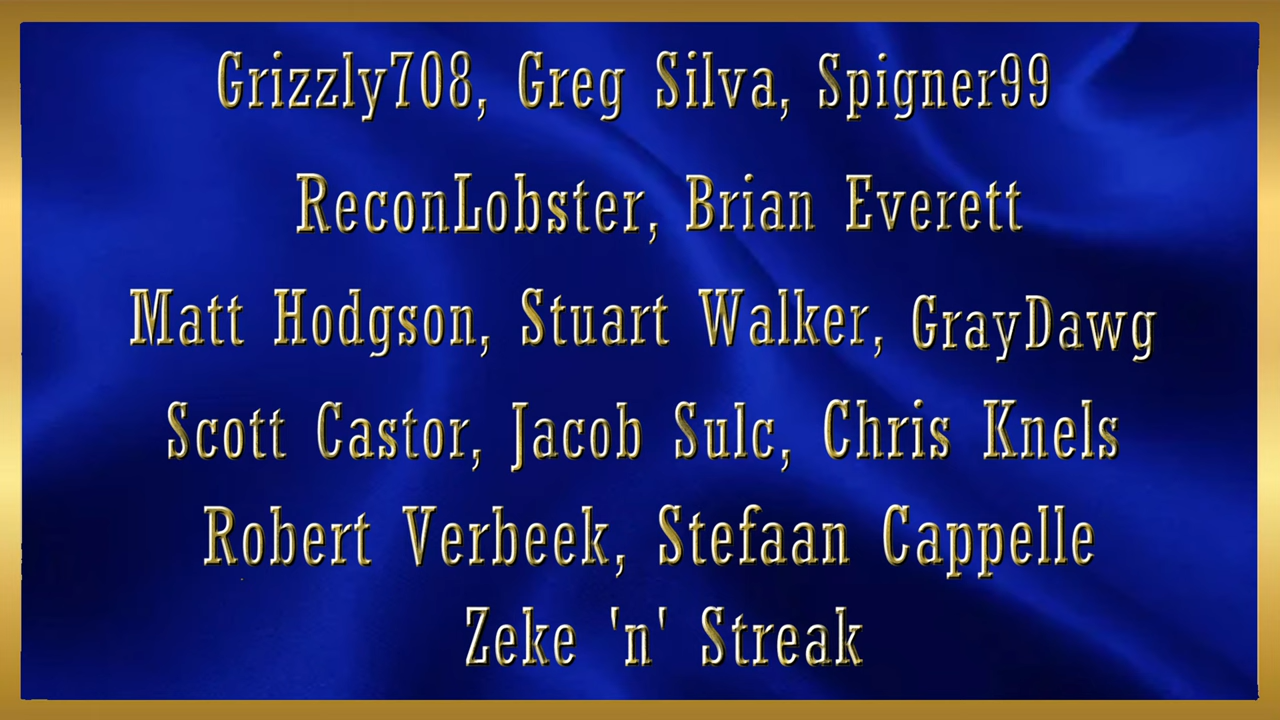 Grizzly708, Greg Silva, Spigner99
ReconLobster, Brian Everett
Matt Hodgson, Stuart Walker, GrayDawg
Scott Castor, Jacob Sulc, Chris Knels
Robert Verbeek, Stefaan Cappelle
Zeke 'n' Streak